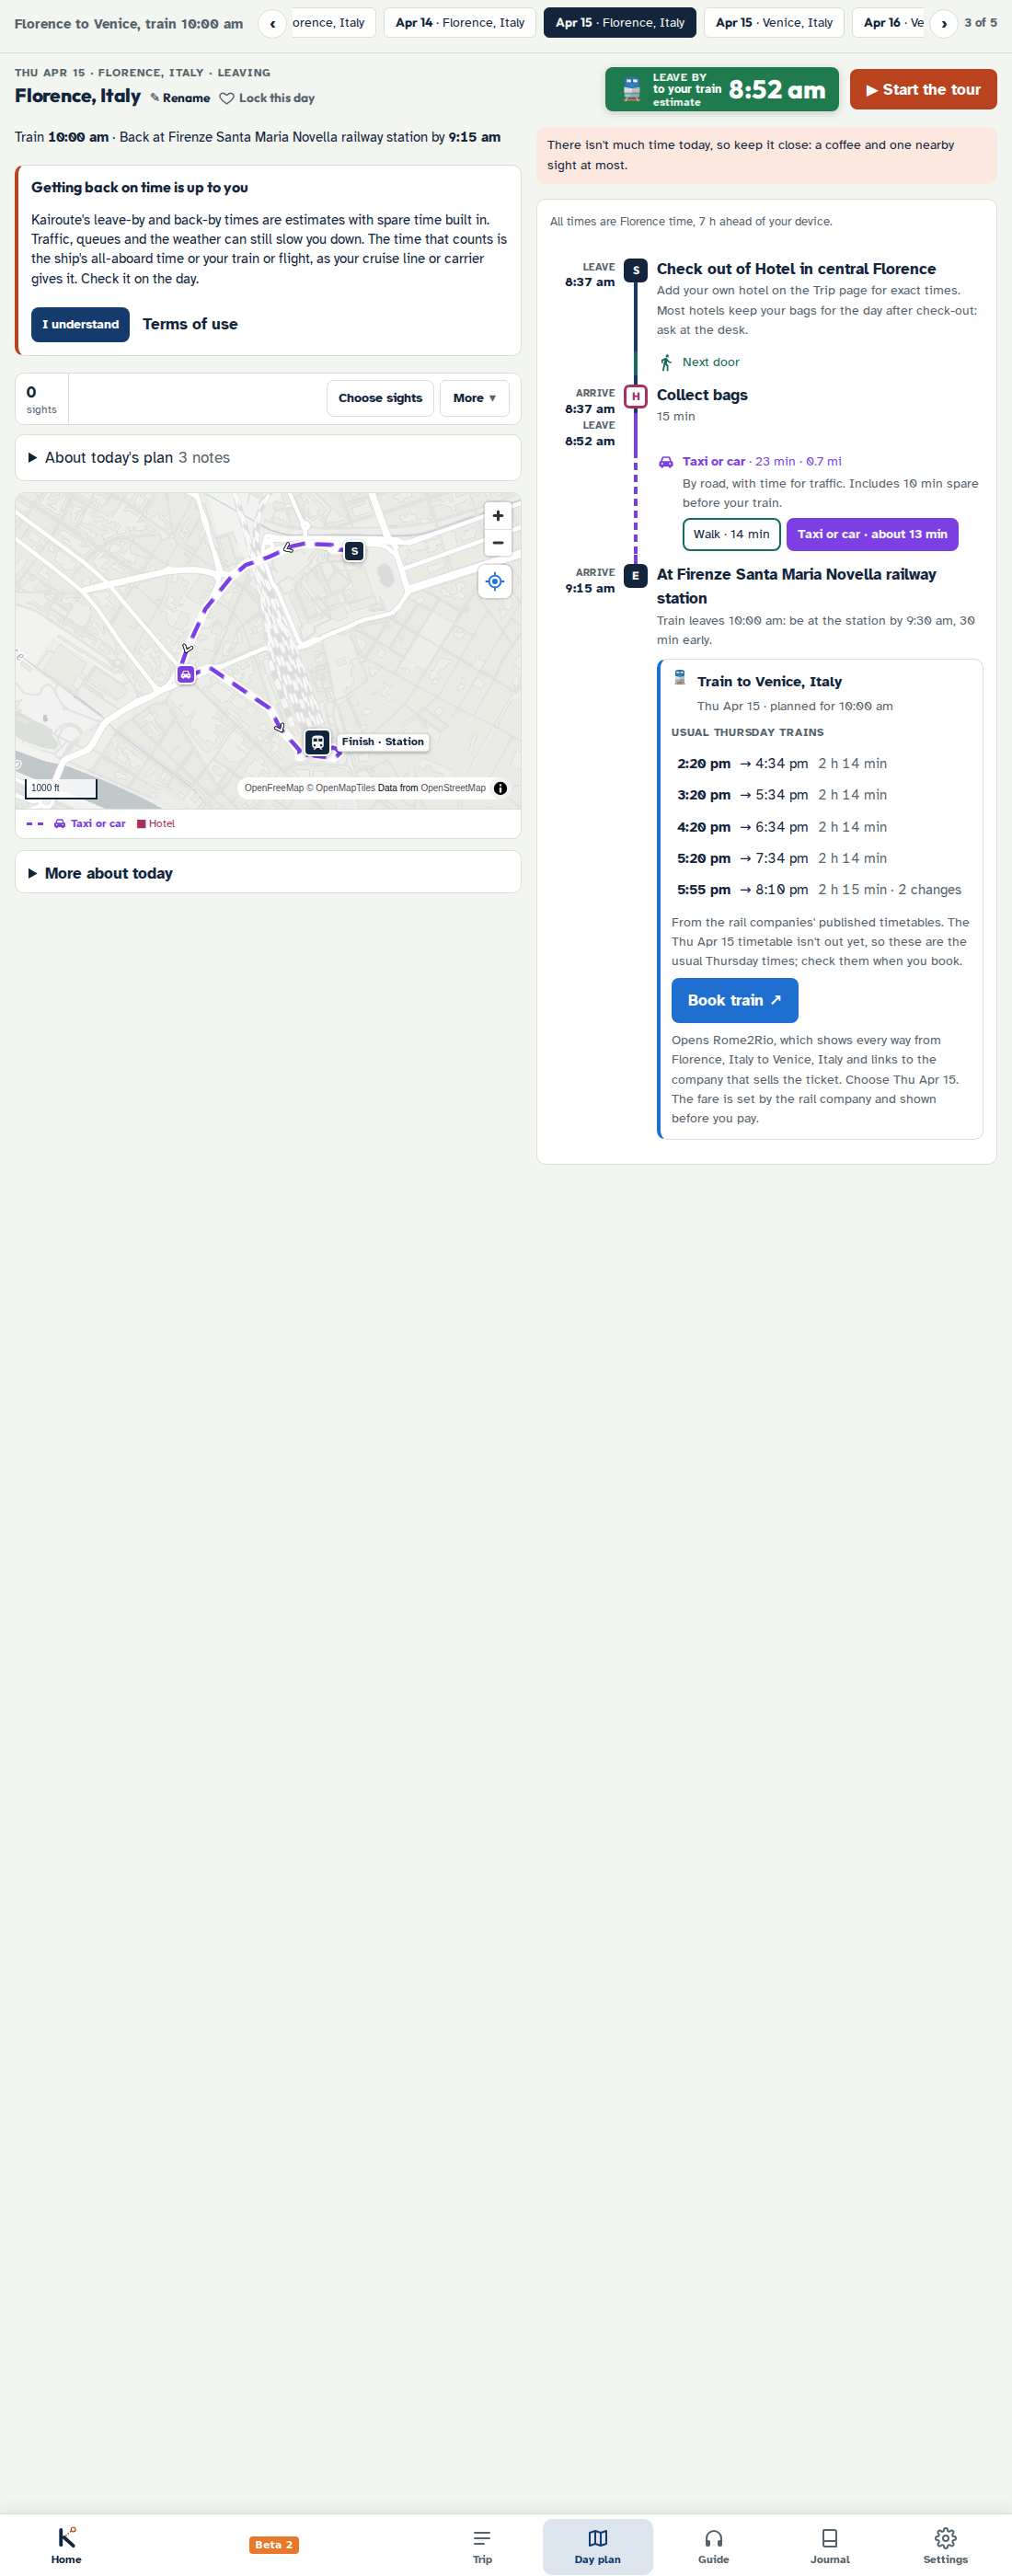 Florence to Venice, train 10:00 am
‹
orence, Italy
Apr 14 · Florence, Italy
Apr 15 · Florence, Italy
Apr 15 · Venice, Italy
Apr 16 · Ve
›
3 of 5
THU APR 15 · FLORENCE, ITALY · LEAVING
Florence, Italy ✎ Rename Lock this day
LEAVE BY
to your train
estimate
8:52 am
▶ Start the tour
Train 10:00 am · Back at Firenze Santa Maria Novella railway station by 9:15 am
Getting back on time is up to you
Kairoute's leave-by and back-by times are estimates with spare time built in.
Traffic, queues and the weather can still slow you down. The time that counts is
the ship's all-aboard time or your train or flight, as your cruise line or carrier
gives it. Check it on the day.
I understand
Terms of use
0
sights
Choose sights
More ▼
▶ About today's plan 3 notes
+
−
S
Finish · Station
1000 ft
OpenFreeMap © OpenMapTiles Data from OpenStreetMap
Taxi or car
Hotel
▶ More about today
There isn't much time today, so keep it close: a coffee and one nearby
sight at most.
All times are Florence time, 7 h ahead of your device.
LEAVE
8:37 am
S
Check out of Hotel in central Florence
Add your own hotel on the Trip page for exact times.
Most hotels keep your bags for the day after check-out:
ask at the desk.
Next door
ARRIVE
8:37 am
LEAVE
8:52 am
H
Collect bags
15 min
Taxi or car · 23 min · 0.7 mi
By road, with time for traffic. Includes 10 min spare
before your train.
Walk · 14 min
Taxi or car · about 13 min
ARRIVE
9:15 am
E
At Firenze Santa Maria Novella railway
station
Train leaves 10:00 am: be at the station by 9:30 am, 30
min early.
Train to Venice, Italy
Thu Apr 15 · planned for 10:00 am
USUAL THURSDAY TRAINS
2:20 pm → 4:34 pm 2 h 14 min
3:20 pm → 5:34 pm 2 h 14 min
4:20 pm → 6:34 pm 2 h 14 min
5:20 pm → 7:34 pm 2 h 14 min
5:55 pm → 8:10 pm 2 h 15 min · 2 changes
From the rail companies' published timetables. The
Thu Apr 15 timetable isn't out yet, so these are the
usual Thursday times; check them when you book.
Book train ↗
Opens Rome2Rio, which shows every way from
Florence, Italy to Venice, Italy and links to the
company that sells the ticket. Choose Thu Apr 15.
The fare is set by the rail company and shown
before you pay.
Home
Beta 2
Trip
Day plan
Guide
Journal
Settings